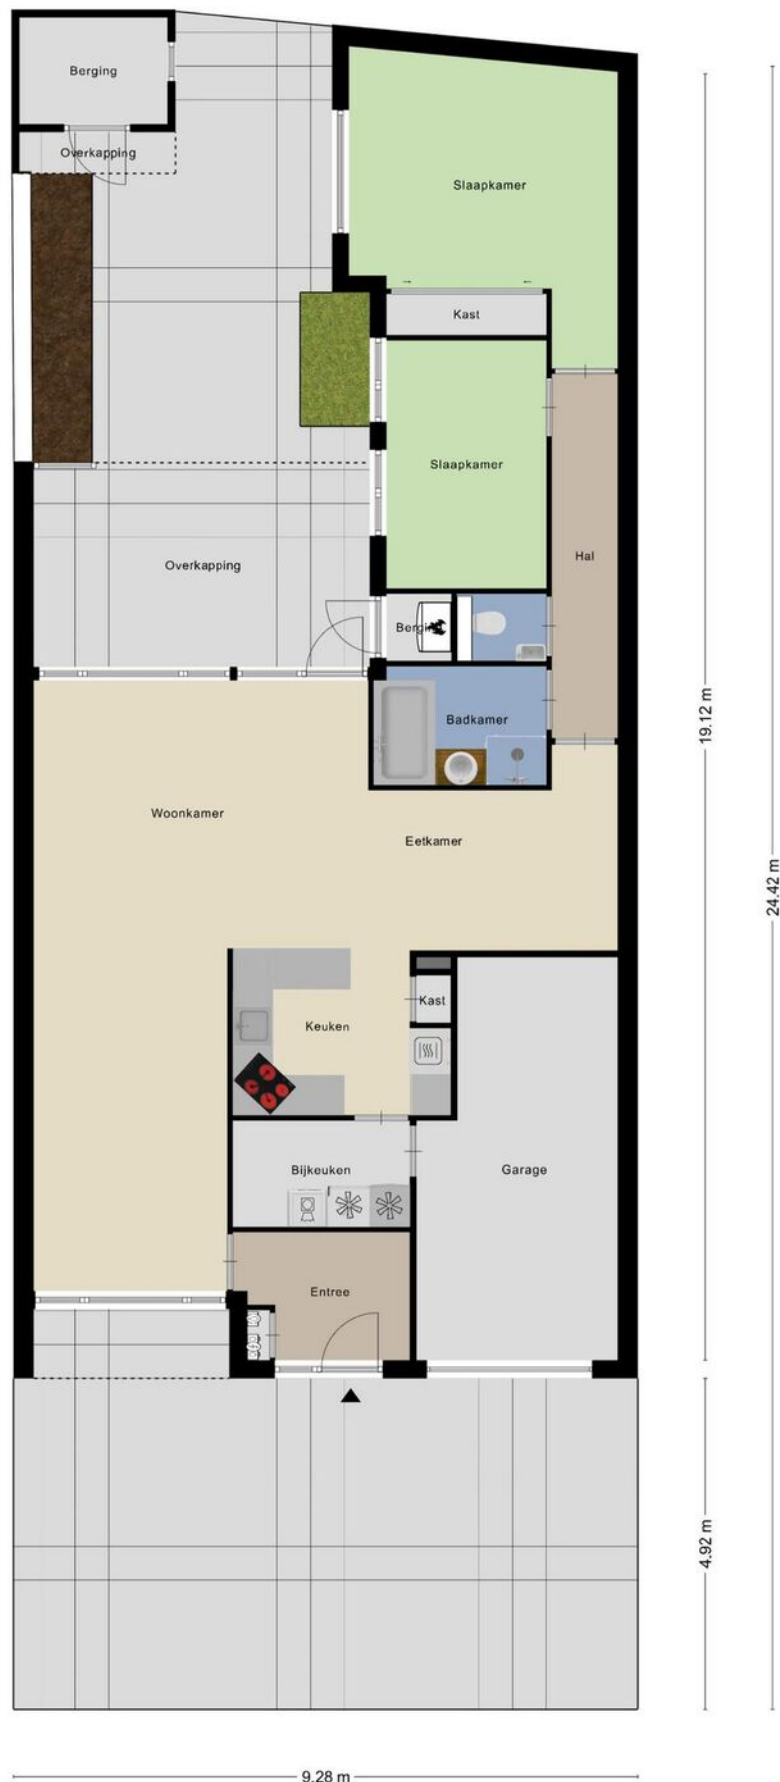 Berging
Overkapping
Slaapkamer
Kast
Slaapkamer
Hal
Overkapping
Berging
Badkamer
Woonkamer
Eetkamer
Kast
Keuken
Bijkeuken
Garage
Entree
19.12 m
24.42 m
4.92 m
9.28 m